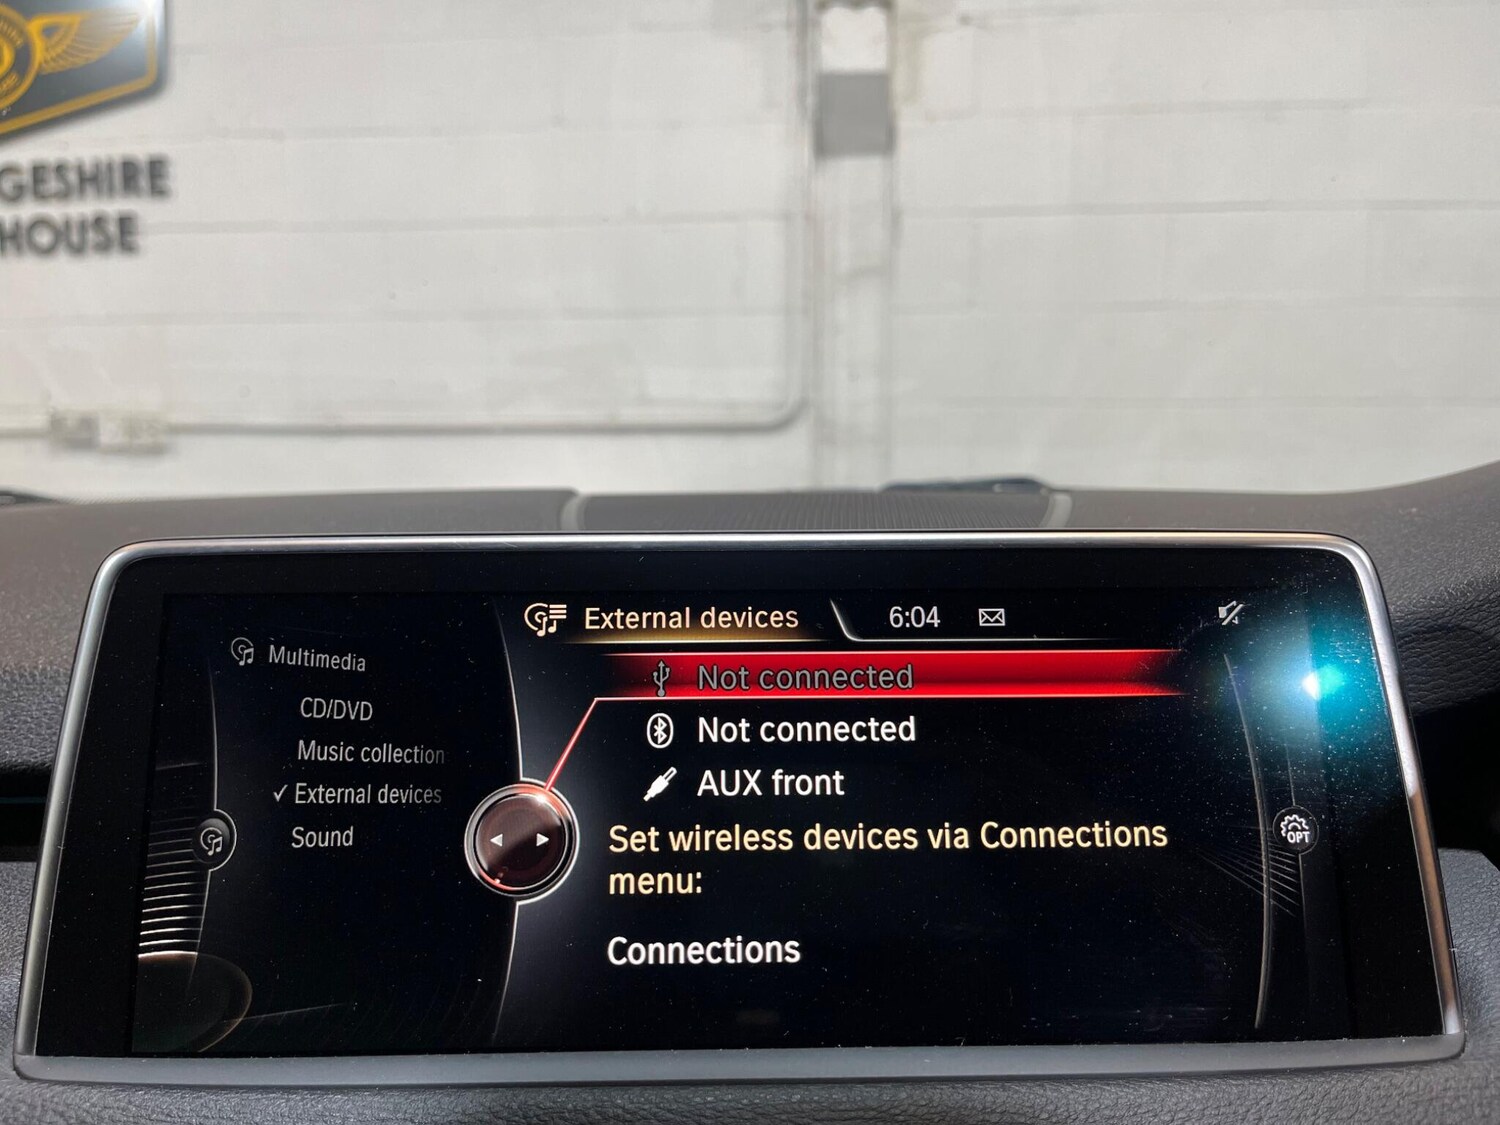 GESHIRE
HOUSE
External devices
6:04
Multimedia
CD/DVD
Music collection
✓ External devices
Sound
Not connected
Not connected
AUX front
Set wireless devices via Connections
menu:
Connections
OPT